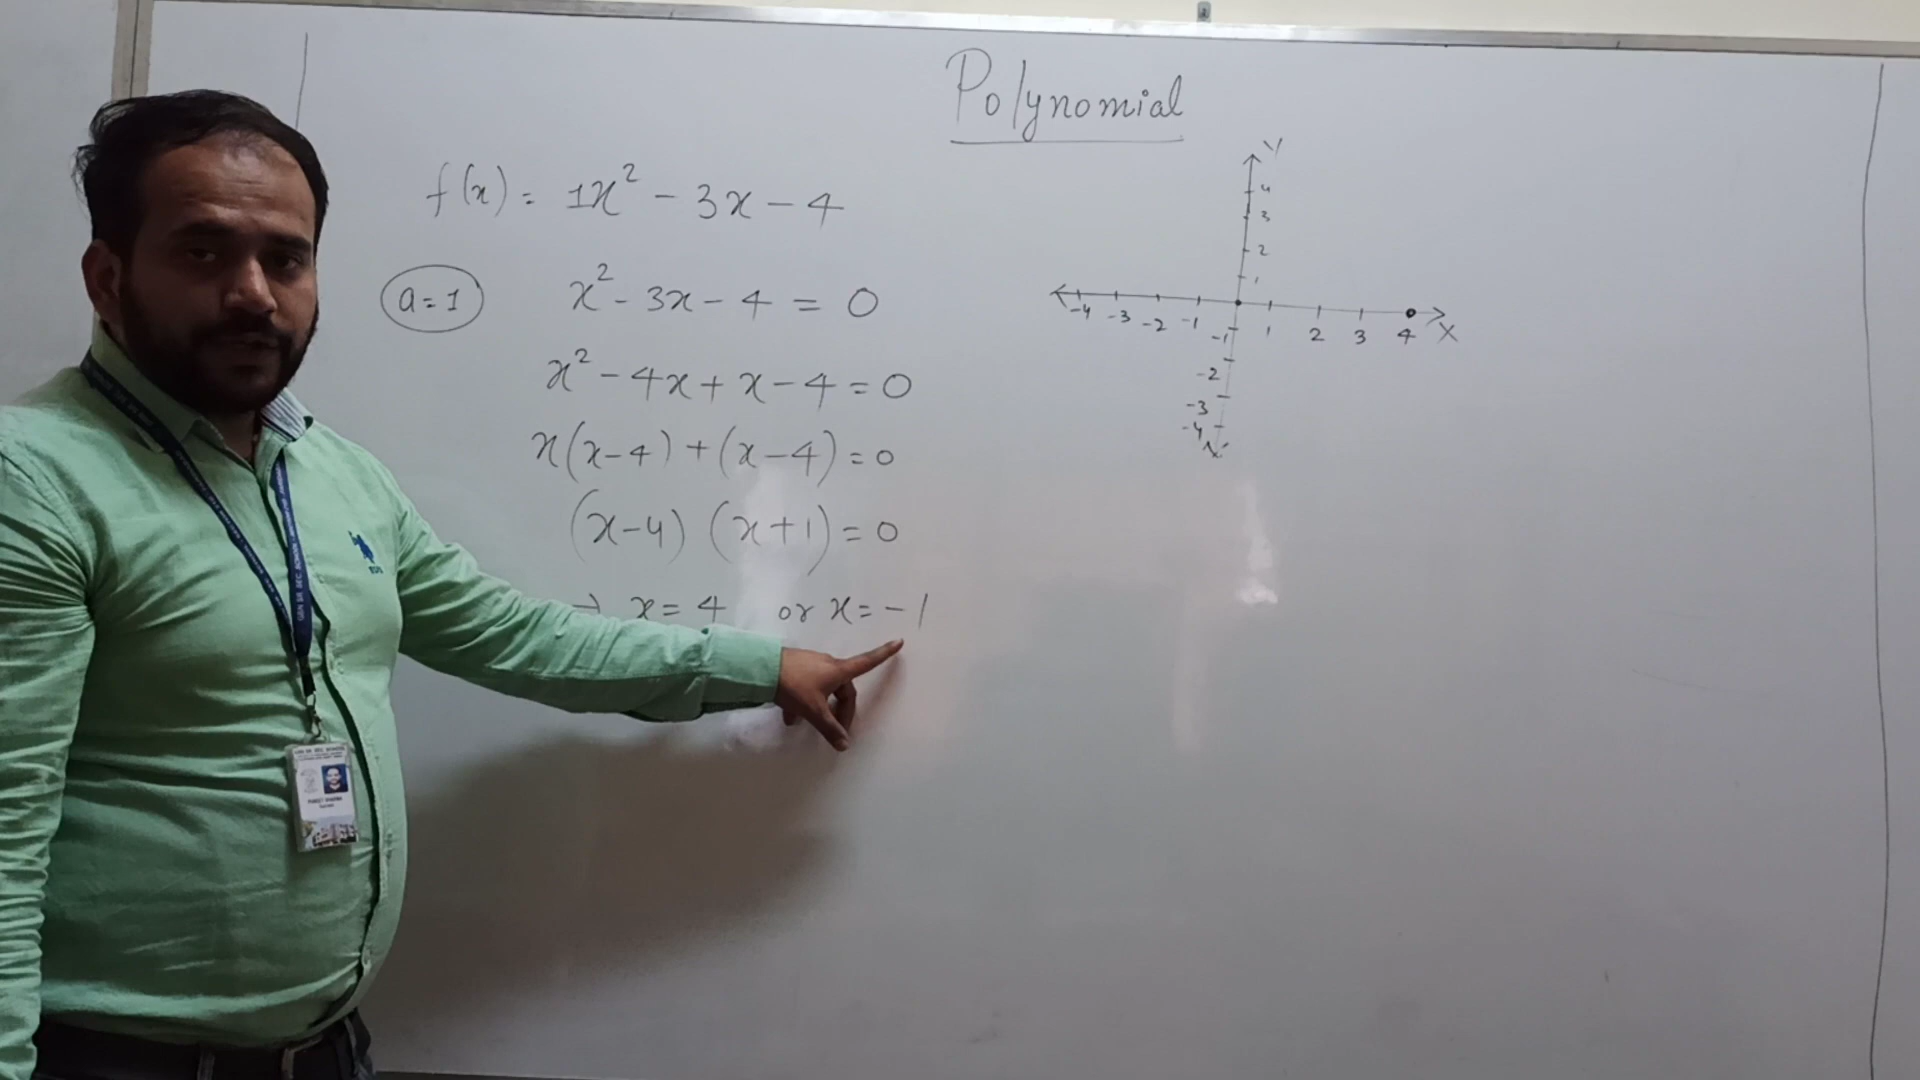 Polynomial
f(x) = 1x² - 3x - 4
a = 1
x² - 3x - 4 = 0
x² - 4x + x - 4 = 0
x(x-4) + (x-4) = 0
(x-4) (x+1) = 0
→ x = 4 or x = -1
Y
4
3
2
1
-4 -3 -2 -1 1 2 3 4 X
-1
-2
-3
-4